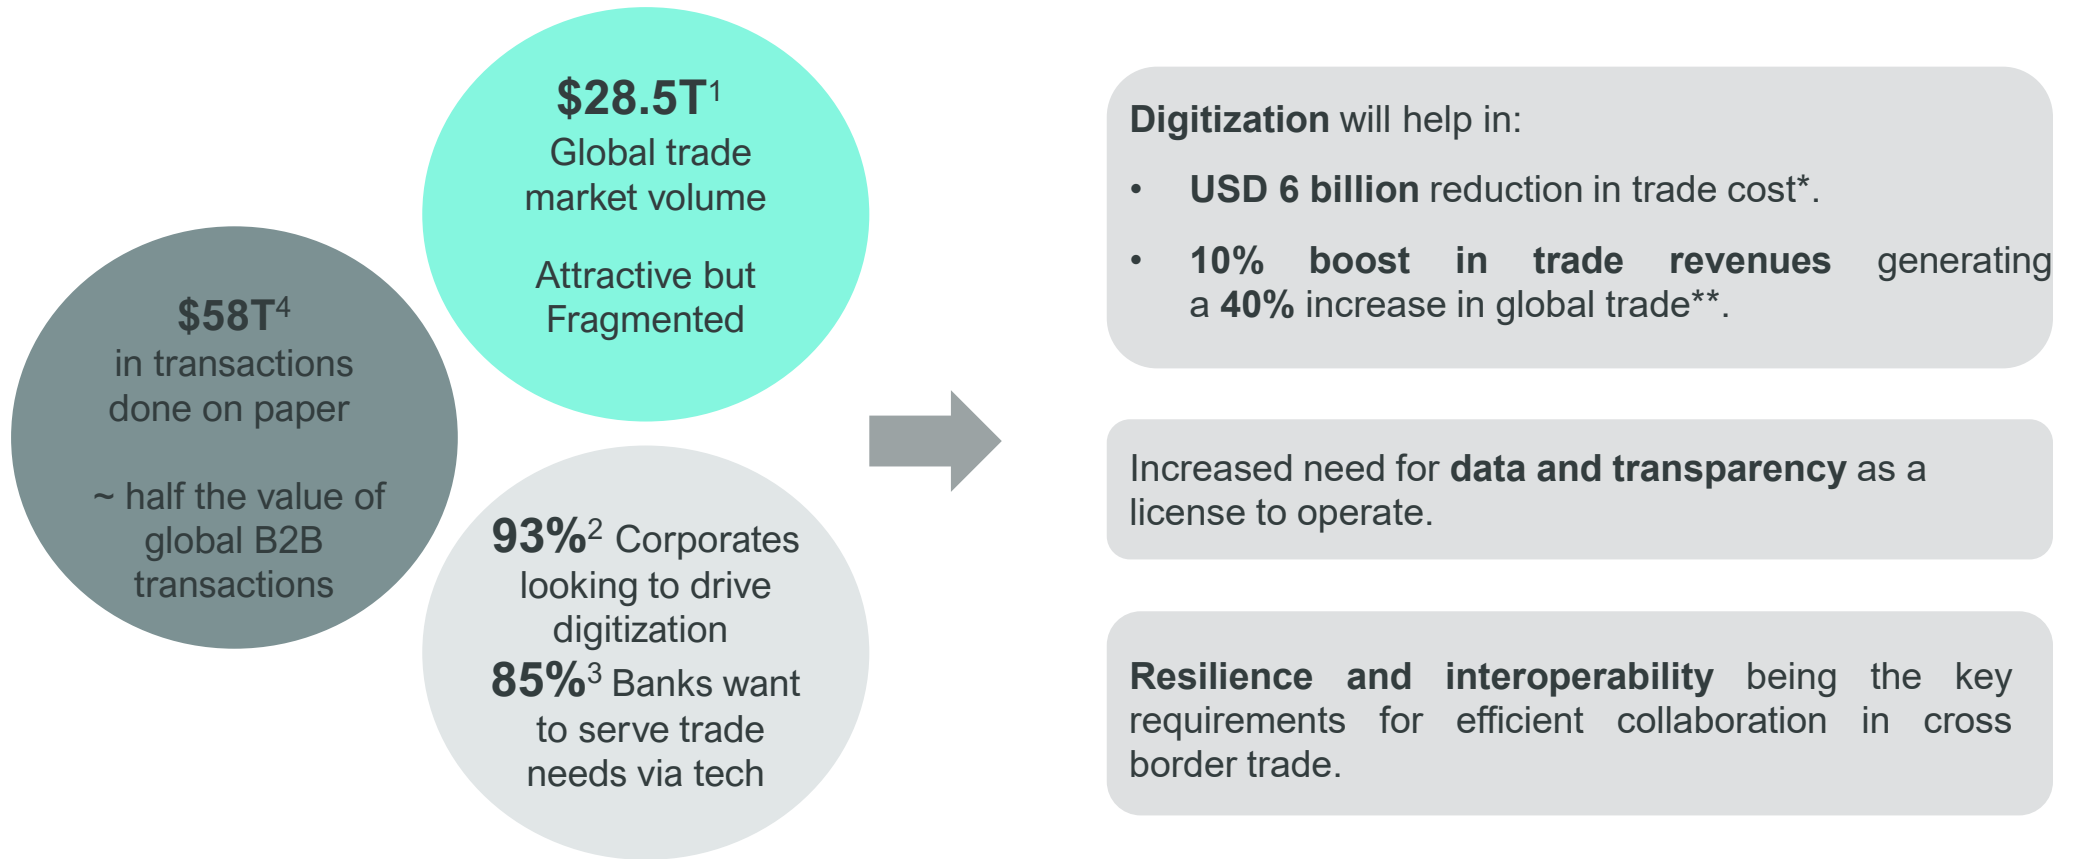 $28.5T¹
Global trade
market volume
Attractive but
Fragmented
$58T⁴
in transactions
done on paper
~ half the value of
global B2B
transactions
93%² Corporates
looking to drive
digitization
85%³ Banks want
to serve trade
needs via tech
Digitization will help in:
• USD 6 billion reduction in trade cost*.
• 10% boost in trade revenues generating
a 40% increase in global trade**.
Increased need for data and transparency as a
license to operate.
Resilience and interoperability being the key
requirements for efficient collaboration in cross
border trade.